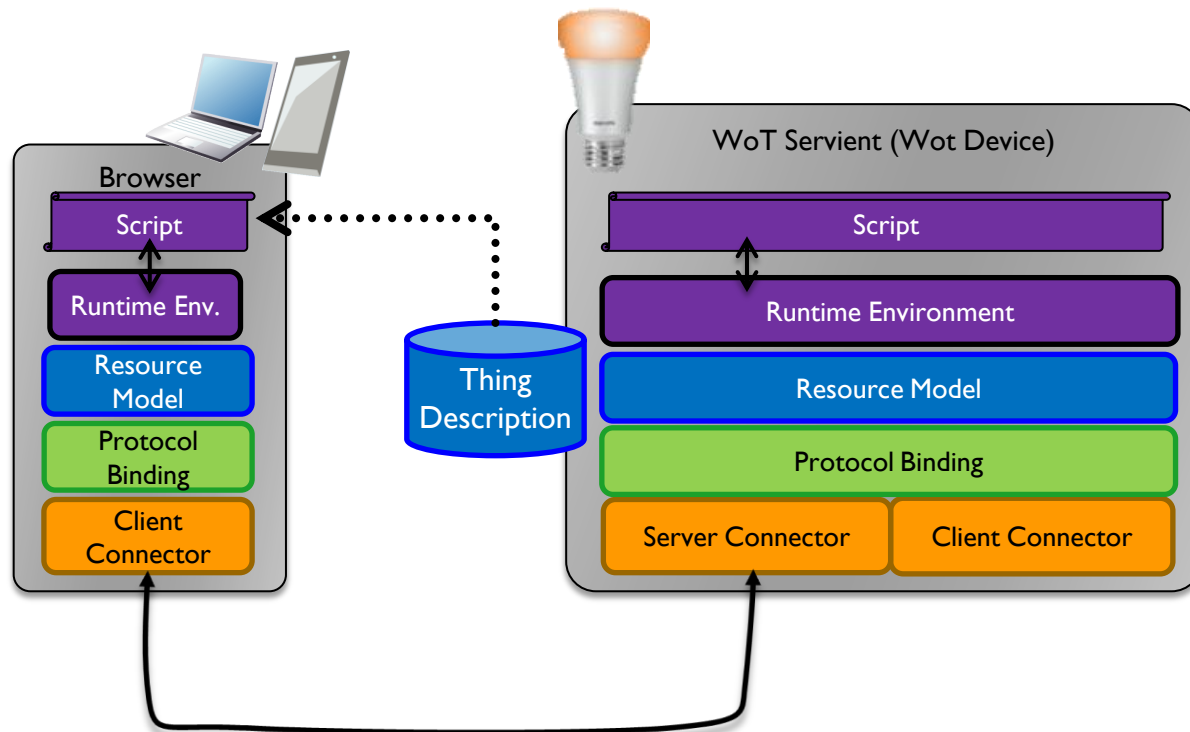 Browser
Script
Runtime Env.
Resource
Model
Protocol
Binding
Client
Connector
Thing
Description
WoT Servient (Wot Device)
Script
Runtime Environment
Resource Model
Protocol Binding
Server Connector
Client Connector